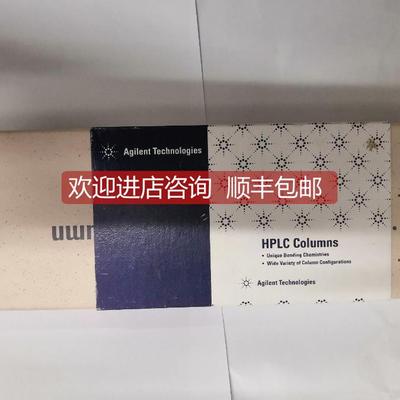 Agilent Technologies
欢迎进店咨询 顺丰包邮
HPLC Columns
• Unique Bonding Chemistries
• Wide Variety of Column Configurations
Agilent Technologies